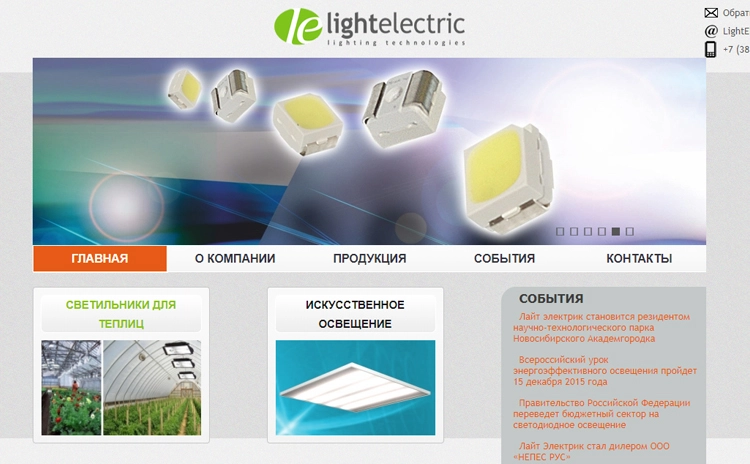 lightelectric
lighting technologies
Обрат
LightE
+7 (38
ГЛАВНАЯ
О КОМПАНИИ
ПРОДУКЦИЯ
СОБЫТИЯ
КОНТАКТЫ
СВЕТИЛЬНИКИ ДЛЯ
ТЕПЛИЦ
ИСКУССТВЕННОЕ
ОСВЕЩЕНИЕ
СОБЫТИЯ
Лайт электрик становится резидентом
научно-технологического парка
Новосибирского Академгородка
Всероссийский урок
энергоэффективного освещения пройдет
15 декабря 2015 года
Правительство Российской Федерации
переведет бюджетный сектор на
светодиодное освещение
Лайт Электрик стал дилером ООО
«НЕПЕС РУС»